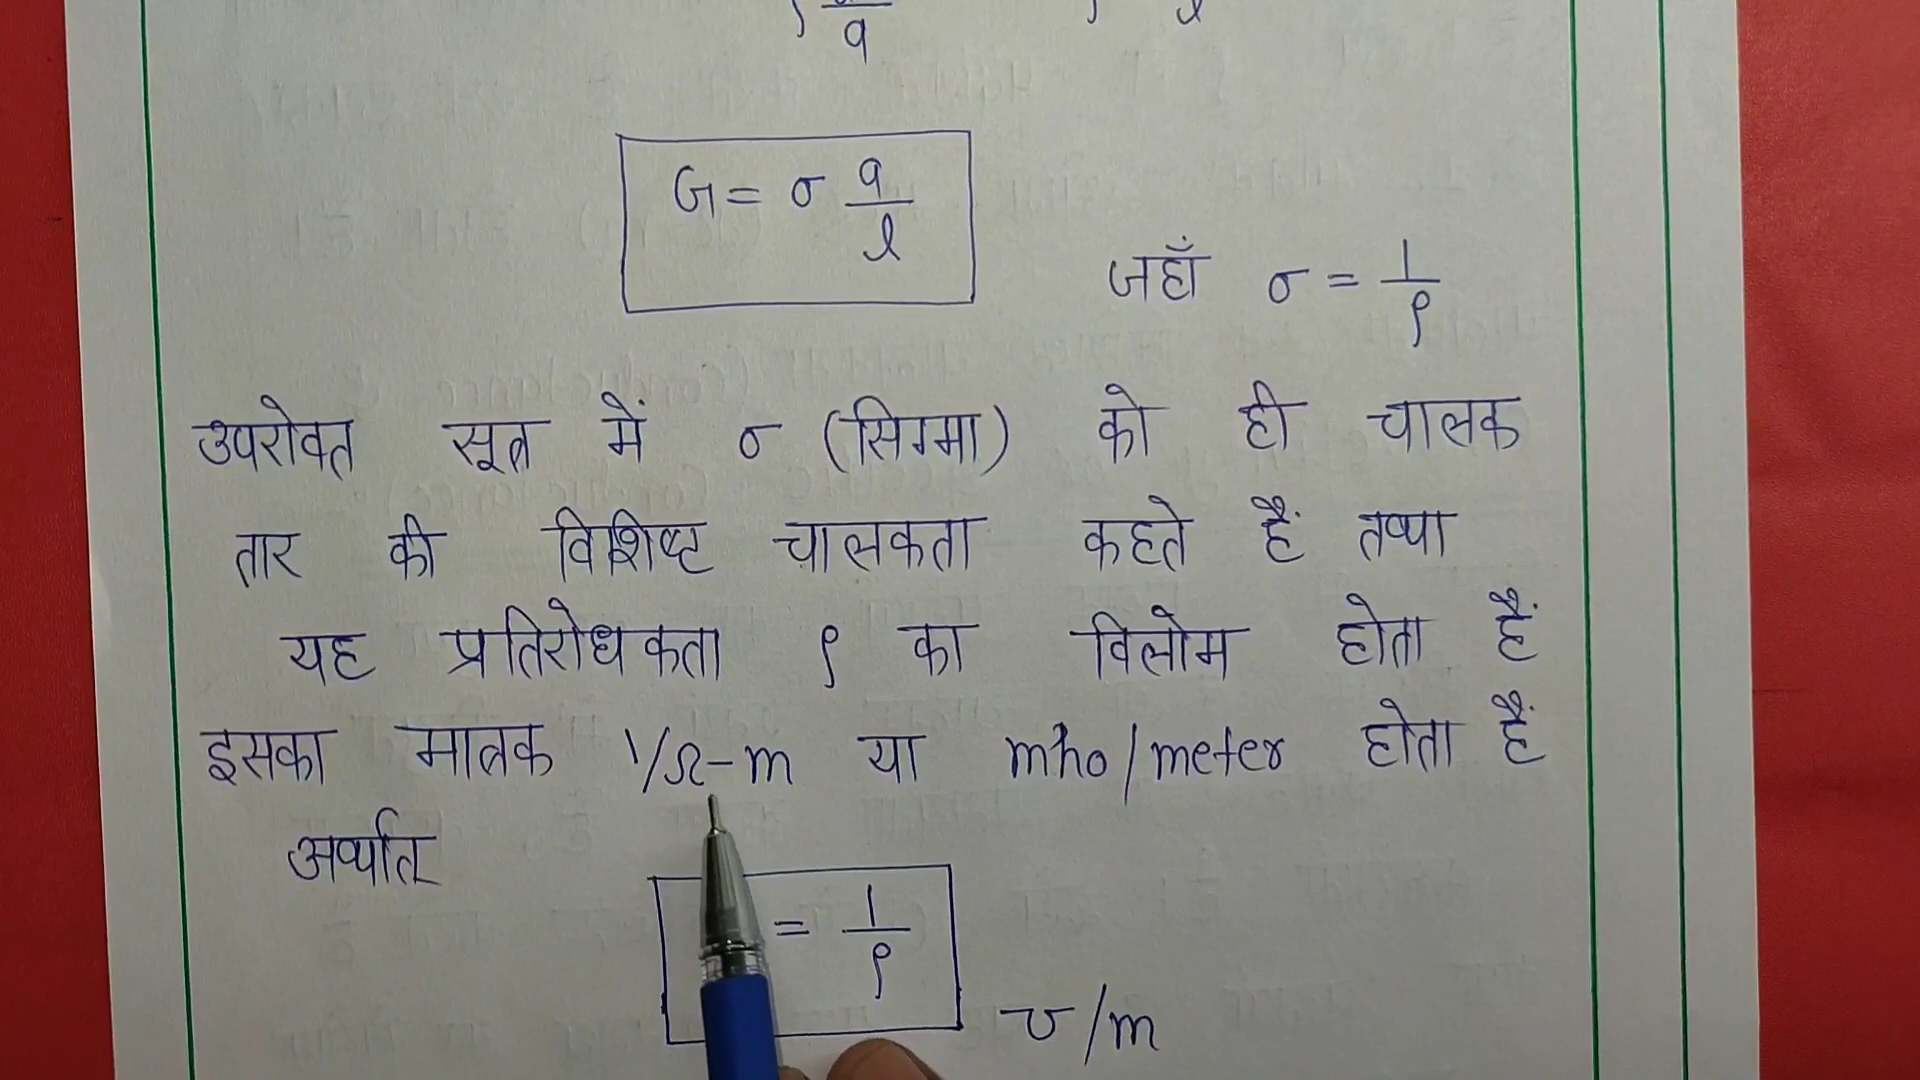 a
G = σ a/l
जहाँ σ = 1/ρ
उपरोक्त सूत्र में σ (सिग्मा) को ही चालक
तार की विशिष्ट चालकता कहते हैं तथा
यह प्रतिरोधकता ρ का विलोम होता हैं
इसका मात्रक 1/Ω-m या mho/meter होता हैं
अर्थात
= 1/ρ
℧/m